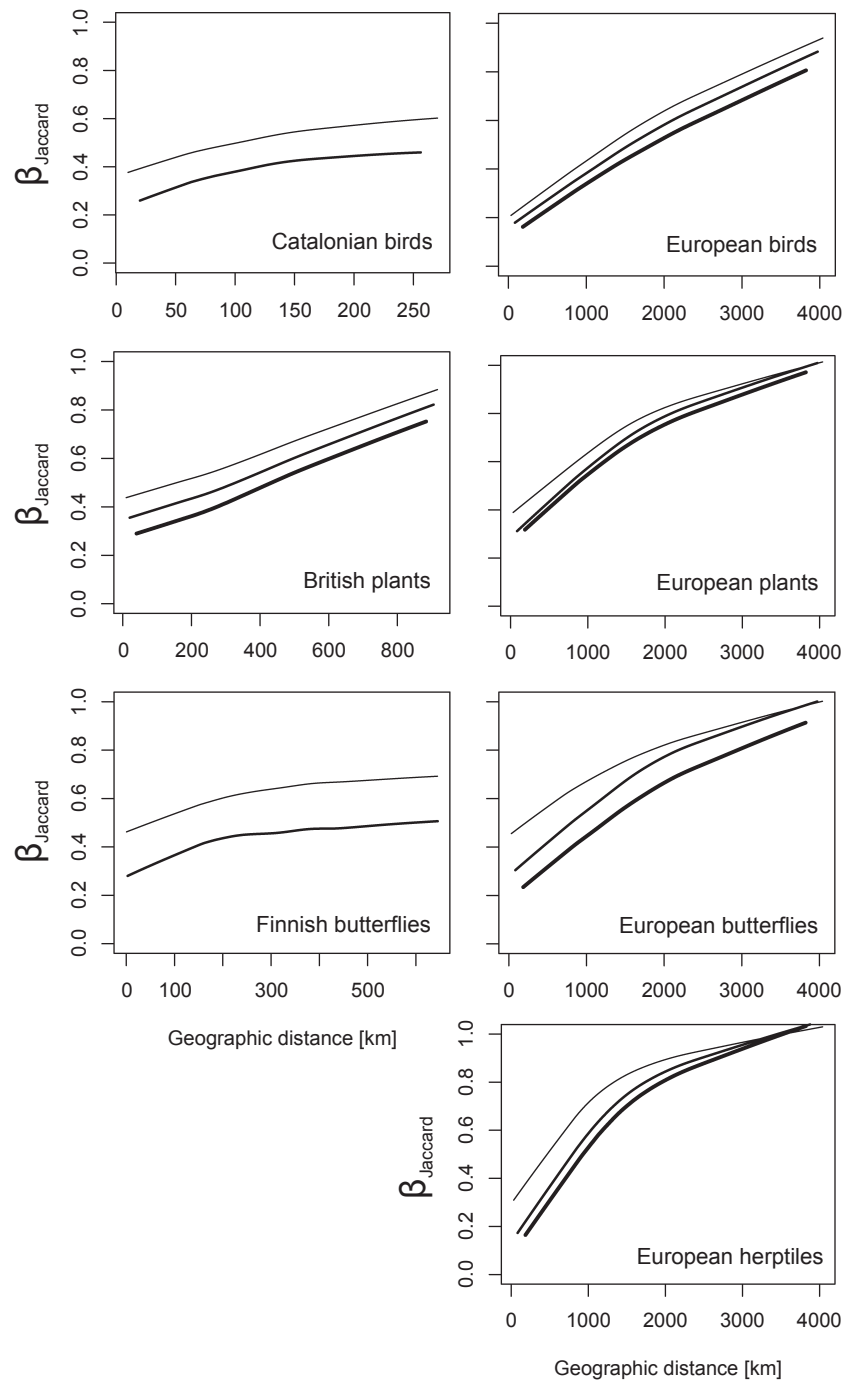 βJaccard
0.0 0.2 0.4 0.6 0.8 1.0
Catalonian birds
0 50 100 150 200 250
European birds
0 1000 2000 3000 4000
βJaccard
0.0 0.2 0.4 0.6 0.8 1.0
British plants
0 200 400 600 800
European plants
0 1000 2000 3000 4000
βJaccard
0.0 0.2 0.4 0.6 0.8 1.0
Finnish butterflies
0 100 300 500
Geographic distance [km]
European butterflies
0 1000 2000 3000 4000
βJaccard
0.0 0.2 0.4 0.6 0.8 1.0
European herptiles
0 1000 2000 3000 4000
Geographic distance [km]